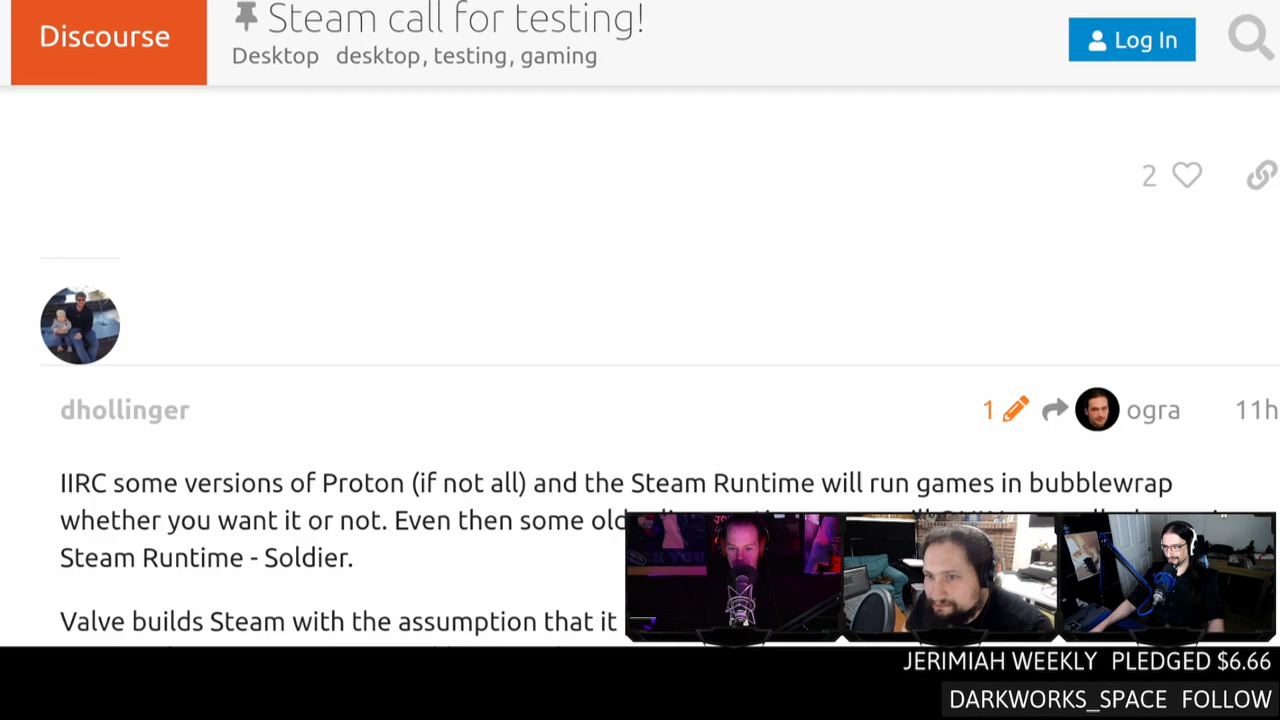 Discourse
Steam call for testing!
Desktop desktop, testing, gaming
Log In
2
dhollinger
1
ogra
11h
IIRC some versions of Proton (if not all) and the Steam Runtime will run games in bubblewrap
whether you want it or not. Even then some
Steam Runtime - Soldier.
Valve builds Steam with the assumption that it
JERIMIAH WEEKLY PLEDGED $6.66
DARKWORKS_SPACE FOLLOW